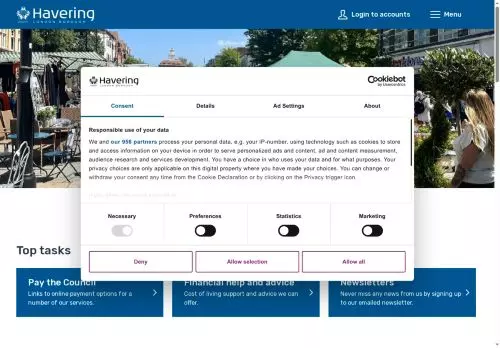 Havering
LONDON BOROUGH
Login to accounts
Menu
Havering
LONDON BOROUGH
Cookiebot
by Usercentrics
Consent
Details
Ad Settings
About
Responsible use of your data
We and our 956 partners process your personal data, e.g. your IP-number, using technology such as cookies to store
and access information on your device in order to serve personalized ads and content, ad and content measurement,
audience research and services development. You have a choice in who uses your data and for what purposes. Your
privacy choices are only applicable on this digital property where you have made your choices. You can change or
withdraw your consent any time from the Cookie Declaration or by clicking on the Privacy trigger icon.
Necessary
Preferences
Statistics
Marketing
Deny
Allow selection
Allow all
Top tasks
Pay the Council
Links to online payment options for a
number of our services.
Financial help and advice
Cost of living support and advice we can
offer.
Newsletters
Never miss any news from us by signing up
to our emailed newsletter.